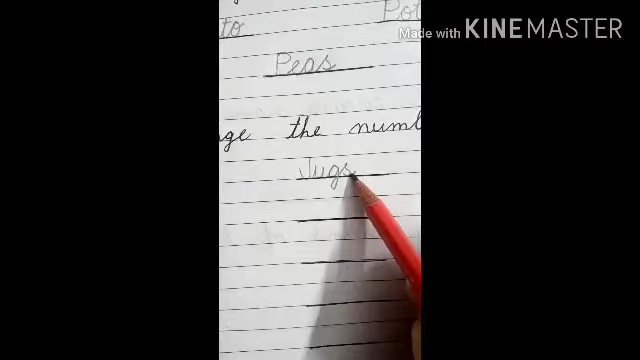 to Pot
Made with KINEMASTER
Peas
ge the numb
Jugs